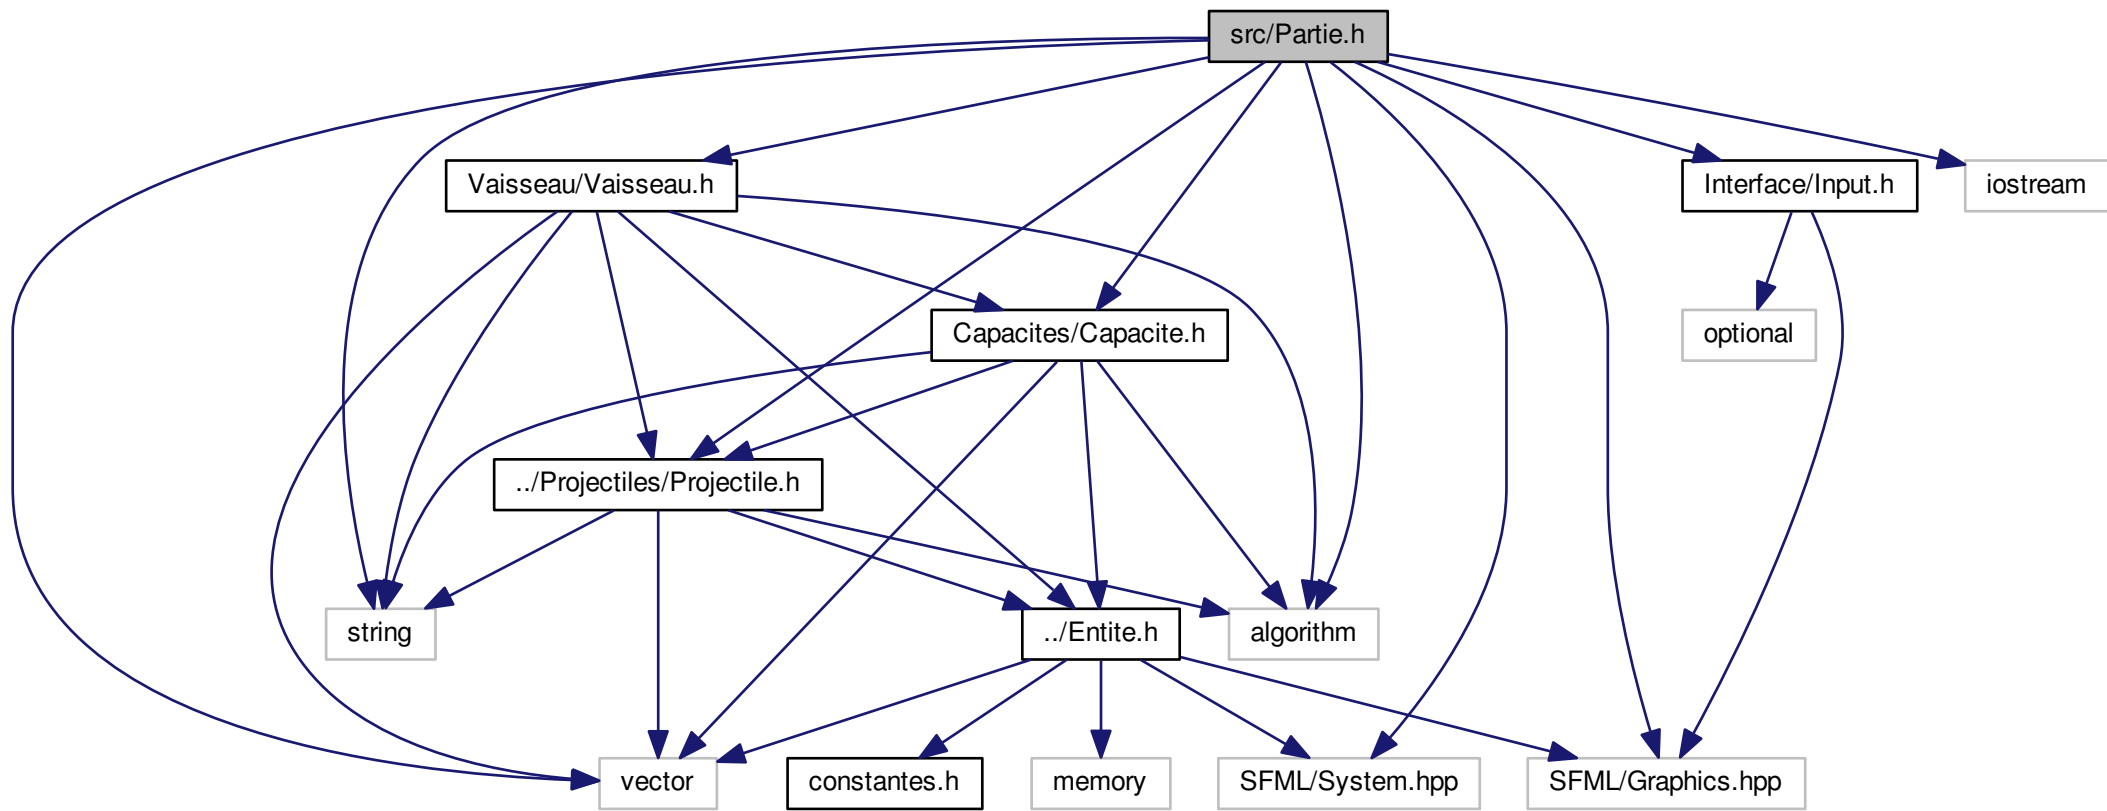 src/Partie.h
Vaisseau/Vaisseau.h
Interface/Input.h
iostream
Capacites/Capacite.h
optional
../Projectiles/Projectile.h
string
../Entite.h
algorithm
vector
constantes.h
memory
SFML/System.hpp
SFML/Graphics.hpp